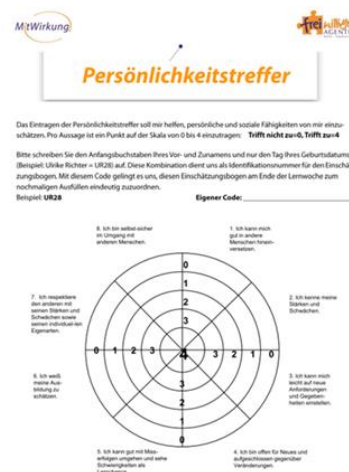 MitWirkung
frei
AGENT
Persönlichkeitstreffer
Das Eintragen der Persönlichkeitstreffer soll mir helfen, persönliche und soziale Fähigkeiten von mir einzu-
schätzen. Pro Aussage ist ein Punkt auf der Skala von 0 bis 4 einzutragen: Trifft nicht zu=0, Trifft zu=4
Bitte schreiben Sie den Anfangsbuchstaben Ihres Vor- und Zunamens und nur den Tag Ihres Geburtsdatums
(Beispiel: Ulrike Richter = UR28) auf. Diese Kombination dient uns als Identifikationsnummer für den Einschä
zungsbogen. Mit diesem Code gelingt es uns, diesen Einschätzungsbogen am Ende der Lernwoche zum
nochmaligen Ausfüllen eindeutig zuzuordnen.
Beispiel: UR28 Eigener Code:
8. Ich bin selbst-sicher
im Umgang mit
anderen Menschen.
1. Ich kann mich
gut in andere
Menschen hinein-
versetzen.
7. Ich respektiere
den anderen mit
seinen Stärken und
Schwächen sowie
seinen individuel-len
Eigenarten.
2. Ich kenne meine
Stärken und
Schwächen.
0
1
2
3
0 1 2 3 4 3 2 1 0
3
2
1
0
6. Ich weiß
meine Aus-
bildung zu
schätzen.
3. Ich kann mich
leicht auf neue
Anforderungen
und Gegeben-
heiten einstellen.
5. Ich kann gut mit Miss-
erfolgen umgehen und sehe
Schwierigkeiten als
4. Ich bin offen für Neues und
aufgeschlossen gegenüber
Veränderungen.